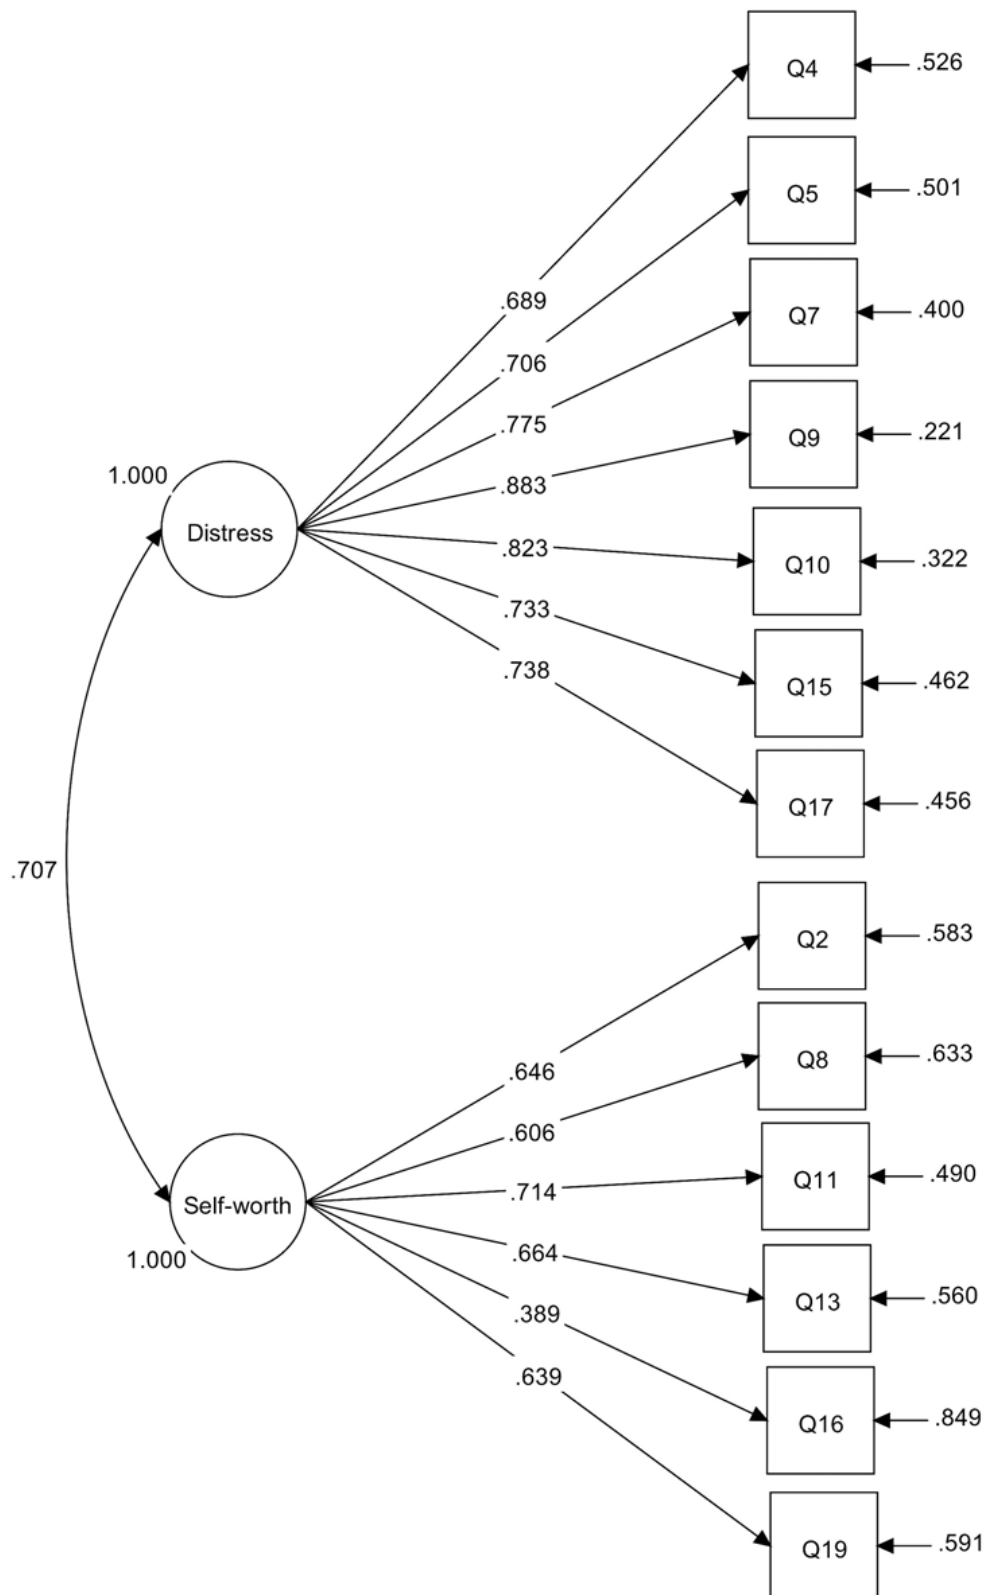 Q4
.526
Q5
.501
.689
Q7
.400
.706
.775
Q9
.221
1.000
.883
Distress
.823
Q10
.322
.733
.738
Q15
.462
Q17
.456
.707
Q2
.583
.646
Q8
.633
.606
Q11
.490
.714
Self-worth
1.000
.664
Q13
.560
.389
.639
Q16
.849
Q19
.591